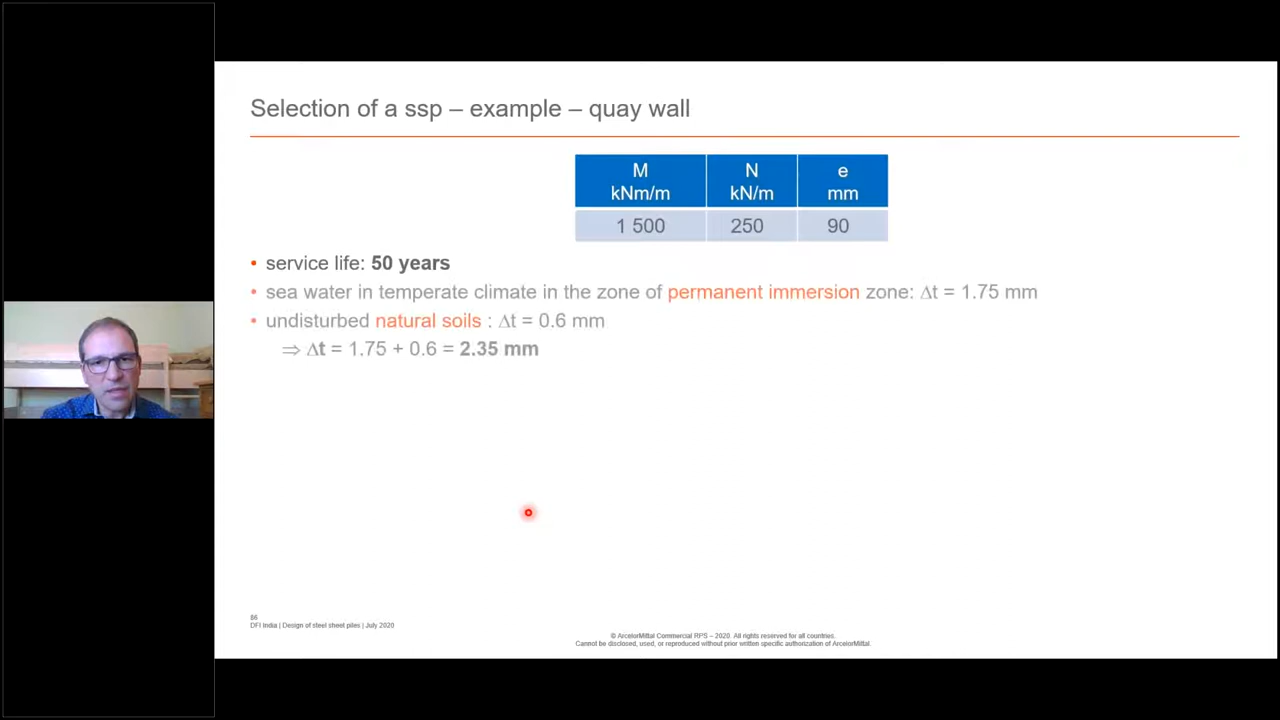 Selection of a ssp – example – quay wall
M N e
kNm/m kN/m mm
1 500 250 90
• service life: 50 years
• sea water in temperate climate in the zone of permanent immersion zone: Δt = 1.75 mm
• undisturbed natural soils : Δt = 0.6 mm
⇒ Δt = 1.75 + 0.6 = 2.35 mm
86
DFI India | Design of steel sheet piles | July 2020
© ArcelorMittal Commercial RPS – 2020. All rights reserved for all countries.
Cannot be disclosed, used, or reproduced without prior written specific authorization of ArcelorMittal.